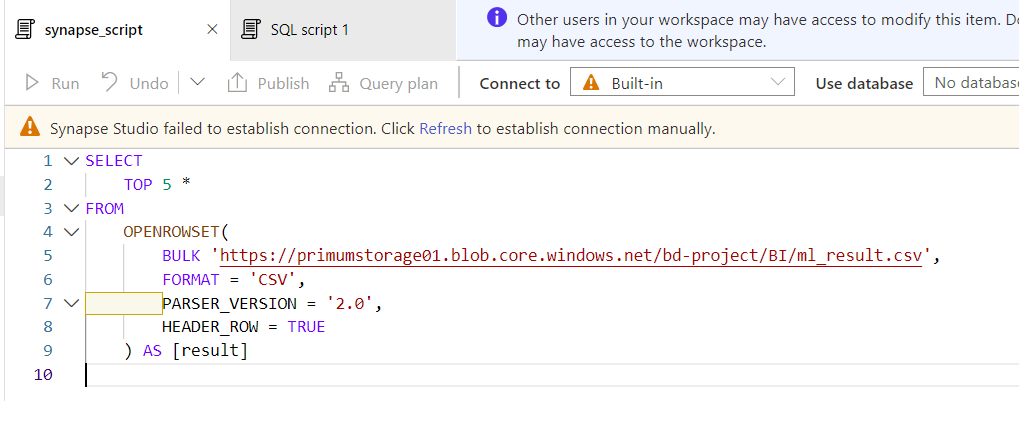 synapse_script
SQL script 1
Other users in your workspace may have access to modify this item.
may have access to the workspace.
Run Undo Publish Query plan Connect to Built-in Use database No database
Synapse Studio failed to establish connection. Click Refresh to establish connection manually.
1 SELECT
2 TOP 5 *
3 FROM
4 OPENROWSET(
5 BULK 'https://primumstorage01.blob.core.windows.net/bd-project/BI/ml_result.csv',
6 FORMAT = 'CSV',
7 PARSER_VERSION = '2.0',
8 HEADER_ROW = TRUE
9 ) AS [result]
10